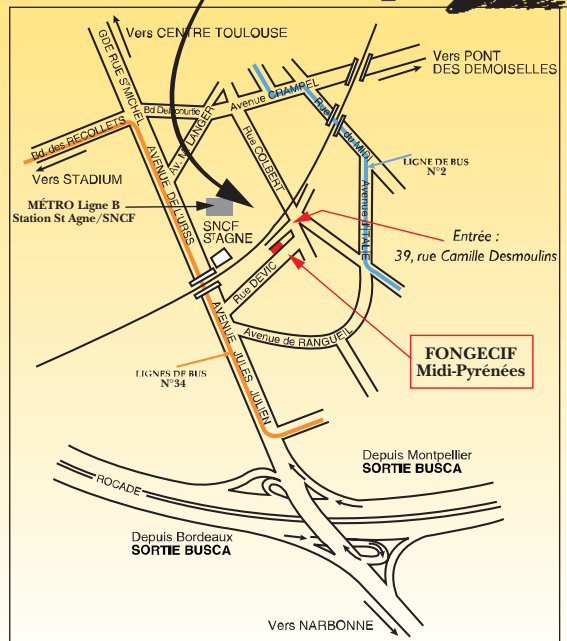 Vers CENTRE TOULOUSE
GDE RUE ST MICHEL
Vers PONT
DES DEMOISELLES
Avenue CRAMPEL
Bd Delcourtie
Bd. des RECOLLETS
AV. M. LANGER
Rue COLBERT
Rue du MIDI
LIGNE DE BUS
N°2
Vers STADIUM
AVENUE DE L'URSS
MÉTRO Ligne B
Station St Agne/SNCF
SNCF
ST AGNE
Avenue d'ITALIE
Entrée :
39, rue Camille Desmoulins
Rue DEVIC
Avenue de RANGUEIL
FONGECIF
Midi-Pyrénées
AVENUE JULES JULIEN
LIGNES DE BUS
N°34
Depuis Montpellier
SORTIE BUSCA
ROCADE
Depuis Bordeaux
SORTIE BUSCA
Vers NARBONNE